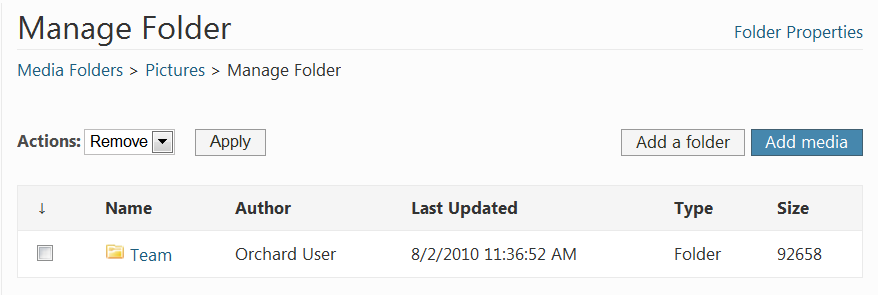 Manage Folder
Folder Properties
Media Folders > Pictures > Manage Folder
Actions: Remove Apply Add a folder Add media
↓ Name Author Last Updated Type Size
Team Orchard User 8/2/2010 11:36:52 AM Folder 92658